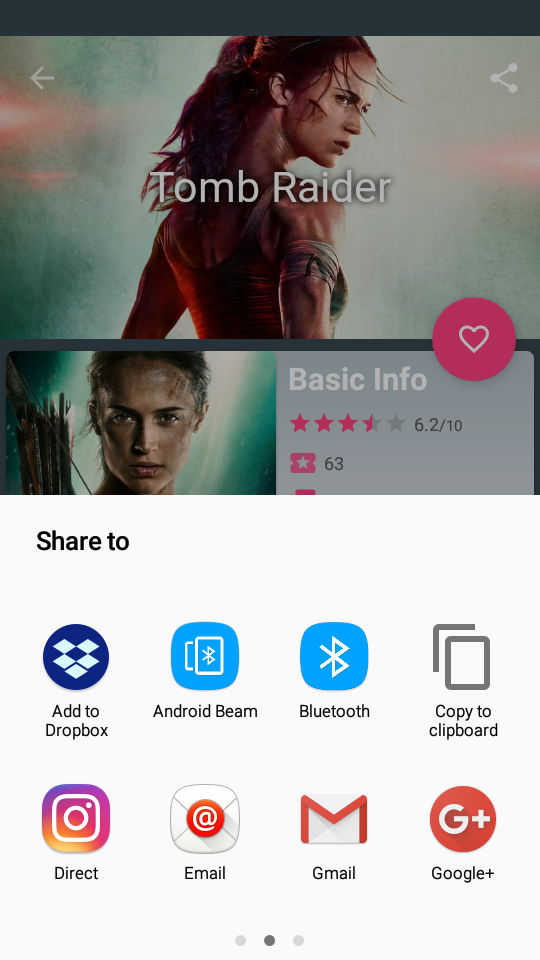 Tomb Raider
Basic Info
6.2/10
63
Share to
Add to
Dropbox
Android Beam
Bluetooth
Copy to
clipboard
Direct
@
Email
Gmail
G+
Google+